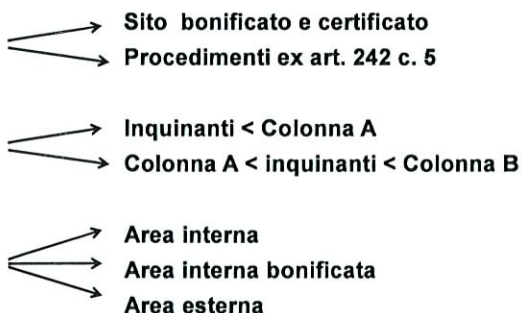 Sito bonificato e certificato
Procedimenti ex art. 242 c. 5
Inquinanti < Colonna A
Colonna A < inquinanti < Colonna B
Area interna
Area interna bonificata
Area esterna